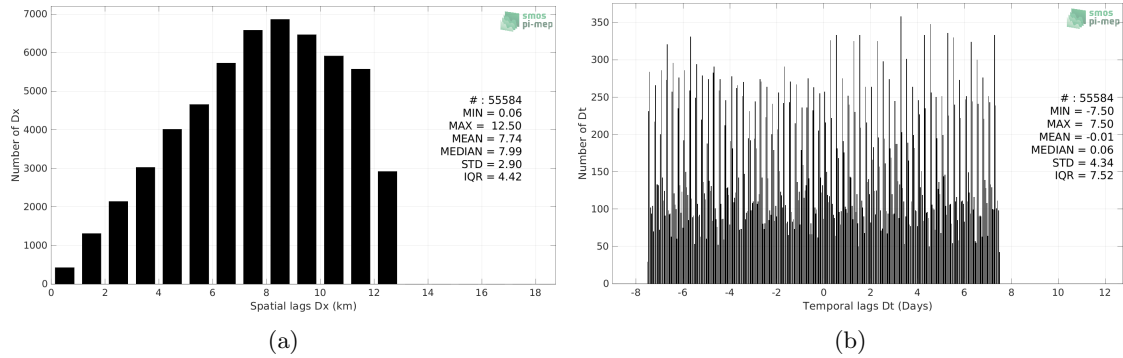 smos
pi-mep
7000
6000
5000
4000
3000
2000
1000
0
Number of Dx
# : 55584
MIN = 0.06
MAX = 12.50
MEAN = 7.74
MEDIAN = 7.99
STD = 2.90
IQR = 4.42
0 2 4 6 8 10 12 14 16 18
Spatial lags Dx (km)
(a)
smos
pi-mep
350
300
250
200
150
100
50
0
Number of Dt
# : 55584
MIN = -7.50
MAX = 7.50
MEAN = -0.01
MEDIAN = 0.06
STD = 4.34
IQR = 7.52
-8 -6 -4 -2 0 2 4 6 8 10 12
Temporal lags Dt (Days)
(b)